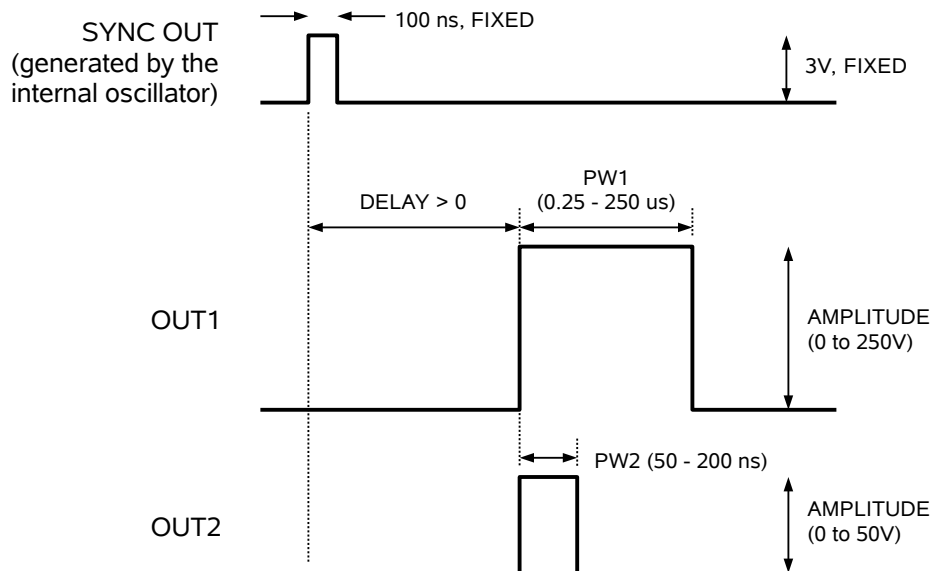 100 ns, FIXED
SYNC OUT
(generated by the
internal oscillator)
3V, FIXED
PW1
(0.25 - 250 us)
DELAY > 0
OUT1
AMPLITUDE
(0 to 250V)
PW2 (50 - 200 ns)
OUT2
AMPLITUDE
(0 to 50V)